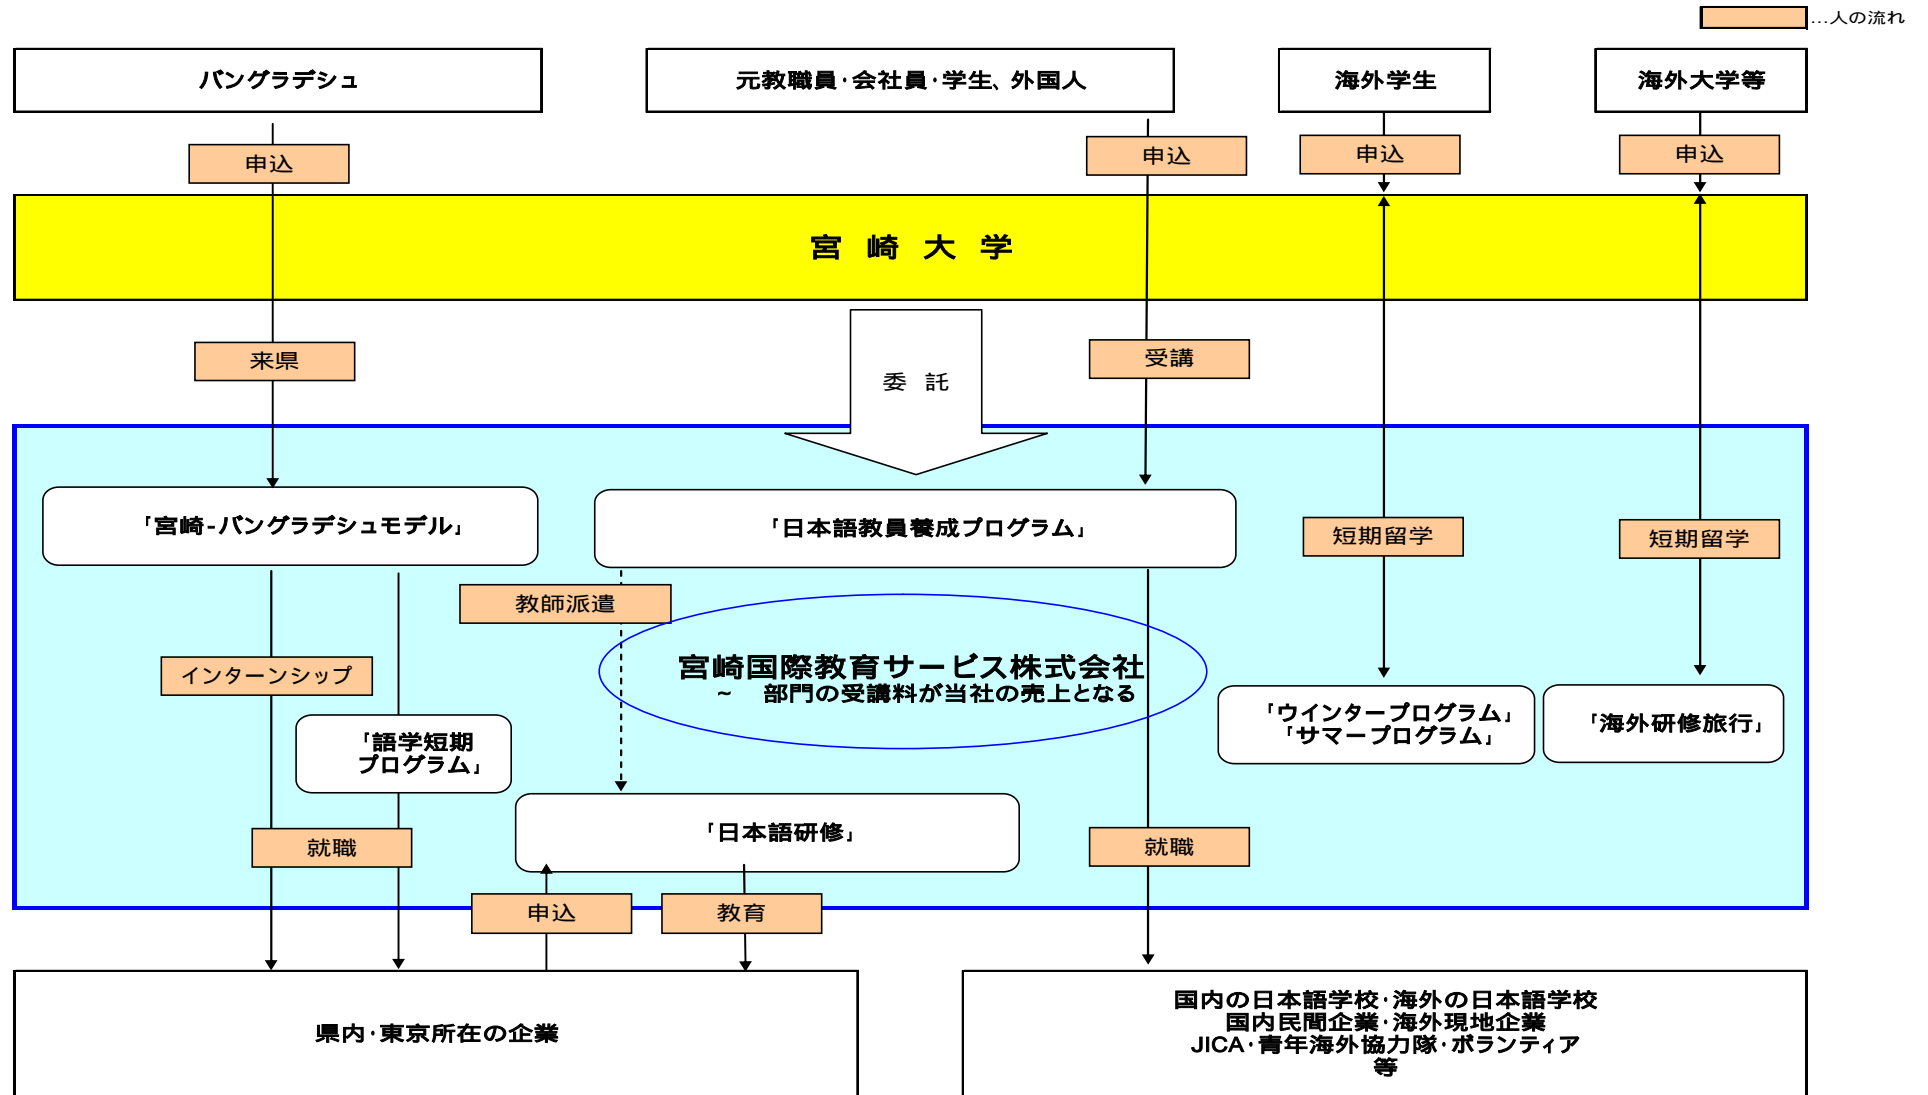 …人の流れ
バングラデシュ
元教職員・会社員・学生、外国人
海外学生
海外大学等
申込
申込
申込
申込
宮 崎 大 学
来県
委 託
受講
「宮崎-バングラデシュモデル」
「日本語教員養成プログラム」
短期留学
短期留学
教師派遣
インターンシップ
宮崎国際教育サービス株式会社
~ 部門の受講料が当社の売上となる
「語学短期
プログラム」
「ウインタープログラム」
「サマープログラム」
「海外研修旅行」
「日本語研修」
就職
就職
申込
教育
県内・東京所在の企業
国内の日本語学校・海外の日本語学校
国内民間企業・海外現地企業
JICA・青年海外協力隊・ボランティア
等